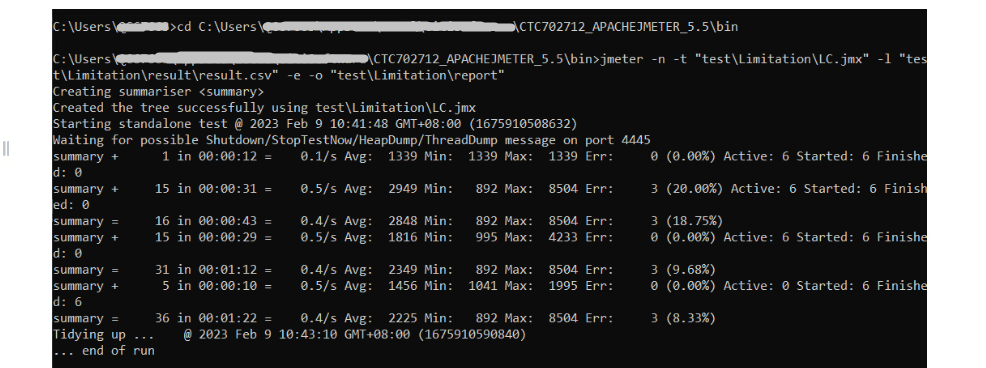 C:\Users\>cd C:\Users\\CTC702712_APACHEJMETER_5.5\bin
C:\Users\\CTC702712_APACHEJMETER_5.5\bin>jmeter -n -t "test\Limitation\LC.jmx" -l "tes
t\Limitation\result\result.csv" -e -o "test\Limitation\report"
Creating summariser <summary>
Created the tree successfully using test\Limitation\LC.jmx
Starting standalone test @ 2023 Feb 9 10:41:48 GMT+08:00 (1675910508632)
Waiting for possible Shutdown/StopTestNow/HeapDump/ThreadDump message on port 4445
summary +      1 in 00:00:12 =    0.1/s Avg:  1339 Min:  1339 Max:  1339 Err:     0 (0.00%) Active: 6 Started: 6 Finishe
d: 0
summary +     15 in 00:00:31 =    0.5/s Avg:  2949 Min:   892 Max:  8504 Err:     3 (20.00%) Active: 6 Started: 6 Finish
ed: 0
summary =     16 in 00:00:43 =    0.4/s Avg:  2848 Min:   892 Max:  8504 Err:     3 (18.75%)
summary +     15 in 00:00:29 =    0.5/s Avg:  1816 Min:   995 Max:  4233 Err:     0 (0.00%) Active: 6 Started: 6 Finishe
d: 0
summary =     31 in 00:01:12 =    0.4/s Avg:  2349 Min:   892 Max:  8504 Err:     3 (9.68%)
summary +      5 in 00:00:10 =    0.5/s Avg:  1456 Min:  1041 Max:  1995 Err:     0 (0.00%) Active: 0 Started: 6 Finishe
d: 6
summary =     36 in 00:01:22 =    0.4/s Avg:  2225 Min:   892 Max:  8504 Err:     3 (8.33%)
Tidying up ...    @ 2023 Feb 9 10:43:10 GMT+08:00 (1675910590840)
... end of run